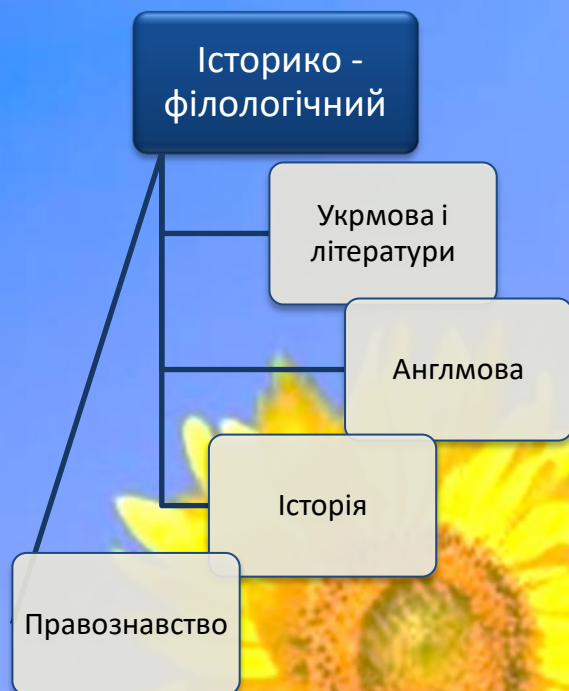 Історико -
філологічний
Укрмова і
літератури
Англмова
Історія
Правознавство